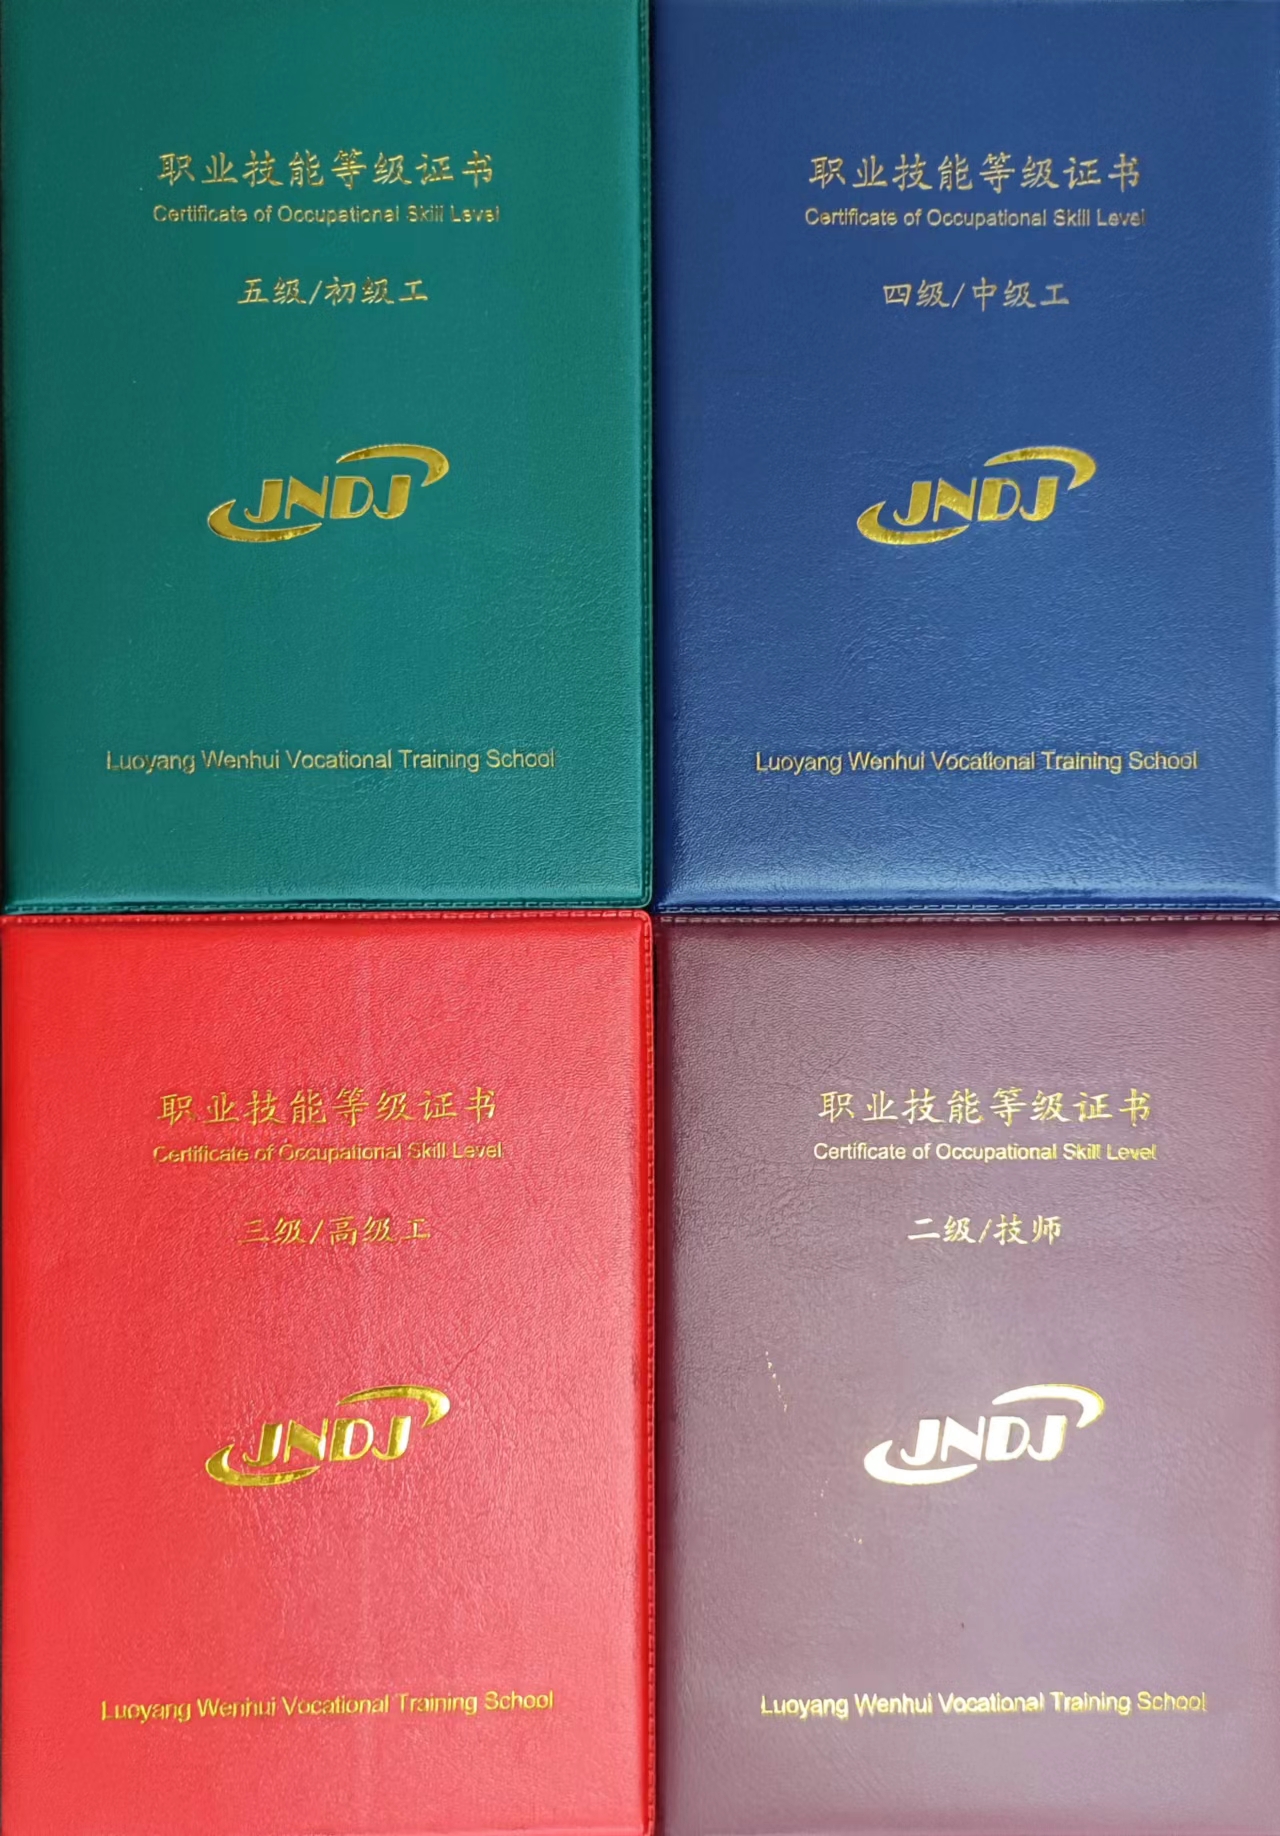 职业技能等级证书
Certificate of Occupational Skill Level
五级/初级工
JNDJ
Luoyang Wenhui Vocational Training School
职业技能等级证书
Certificate of Occupational Skill Level
四级/中级工
JNDJ
Luoyang Wenhui Vocational Training School
职业技能等级证书
Certificate of Occupational Skill Level
三级/高级工
JNDJ
Luoyang Wenhui Vocational Training School
职业技能等级证书
Certificate of Occupational Skill Level
二级/技师
JNDJ
Luoyang Wenhui Vocational Training School